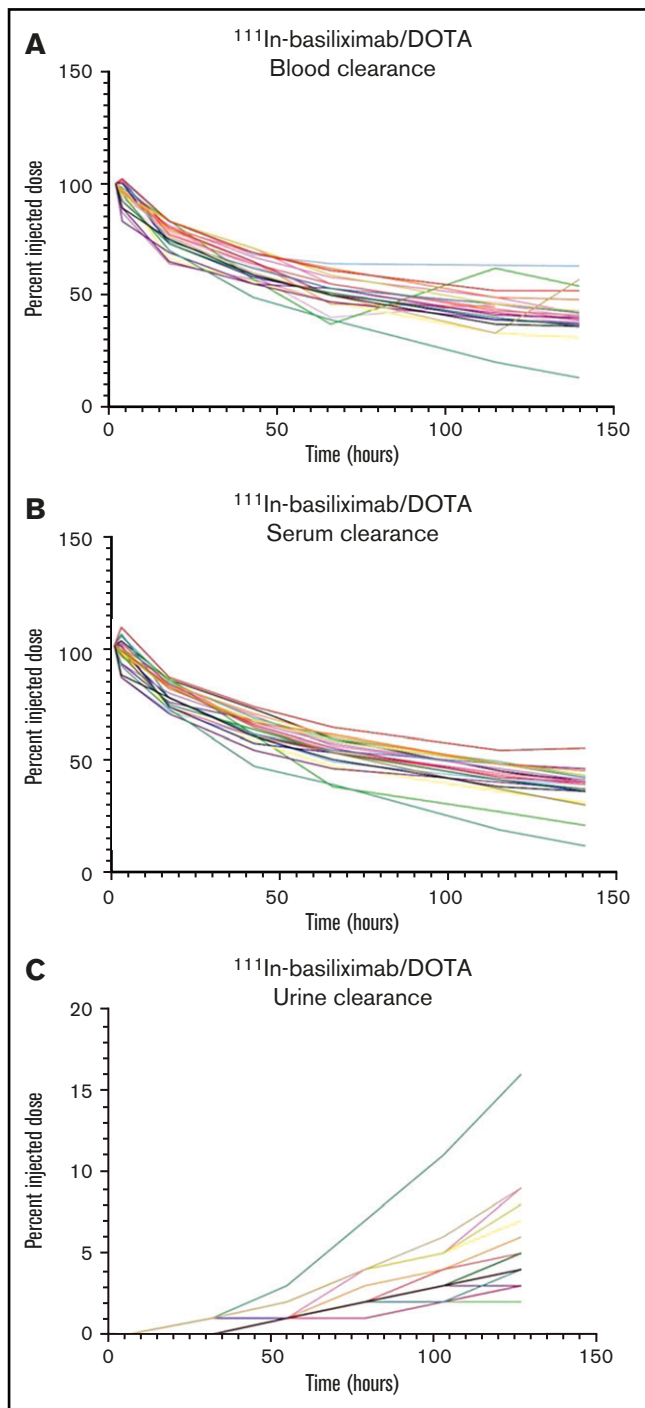 A
¹¹¹In-basiliximab/DOTA
Blood clearance
150
100
50
0
Percent injected dose
50
100
150
Time (hours)
B
¹¹¹In-basiliximab/DOTA
Serum clearance
150
100
50
0
Percent injected dose
0
50
100
150
Time (hours)
C
¹¹¹In-basiliximab/DOTA
Urine clearance
20
15
10
5
0
Percent injected dose
0
50
100
150
Time (hours)